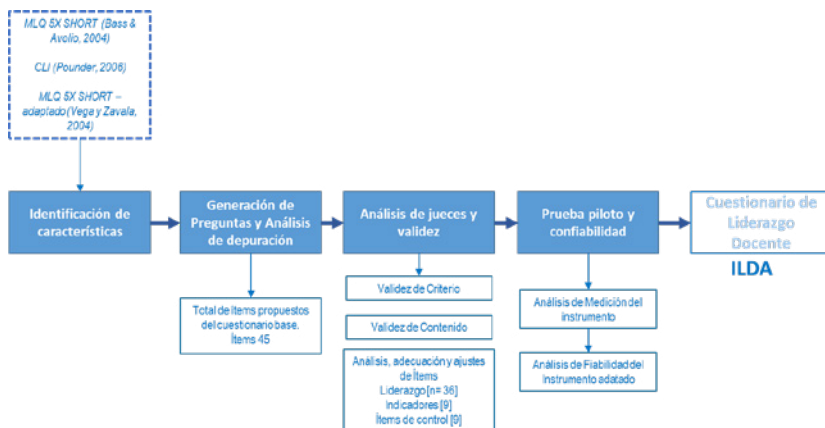 MLQ 5X SHORT (Bass &
Avolio, 2004)
CLI (Pounder, 2006)
MLQ 5X SHORT –
adaptado(Vega y Zavala,
2004)
Identificación de
características
Generación de
Preguntas y Análisis
de depuración
Análisis de jueces y
validez
Prueba piloto y
confiabilidad
Cuestionario de
Liderazgo
Docente
ILDA
Total de Ítems propuestos
del cuestionario base.
Ítems 45
Validez de Criterio
Validez de Contenido
Análisis, adecuación y ajustes
de Ítems
Liderazgo [n= 36]
Indicadores [9]
Ítems de control [9]
Análisis de Medición del
instrumento
Análisis de Fiabilidad del
Instrumento adatado